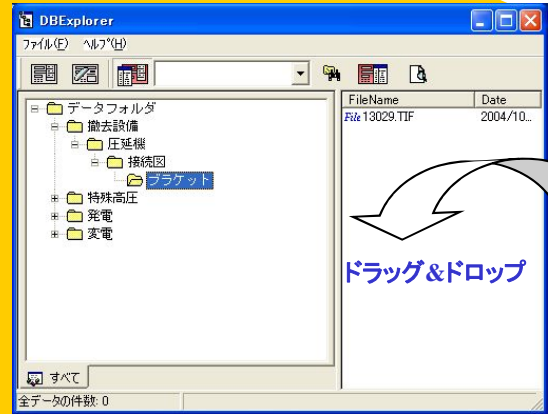 DBExplorer
ファイル(F) ヘルプ(H)
データフォルダ
撤去設備
圧延機
接続図
ブラケット
特殊高圧
発電
変電
FileName Date
File 13029.TIF 2004/10...
ドラッグ&ドロップ
すべて
全データの件数: 0